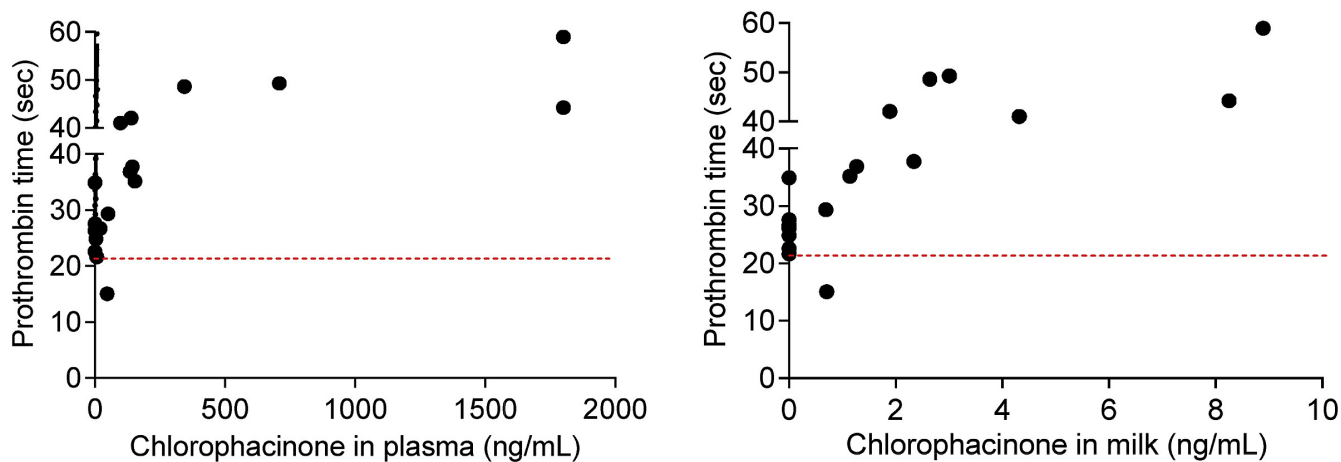 Prothrombin time (sec)
60
50
40
40
30
20
10
0
0 500 1000 1500 2000
Chlorophacinone in plasma (ng/mL)
Prothrombin time (sec)
60
50
40
40
30
20
10
0
0 2 4 6 8 10
Chlorophacinone in milk (ng/mL)